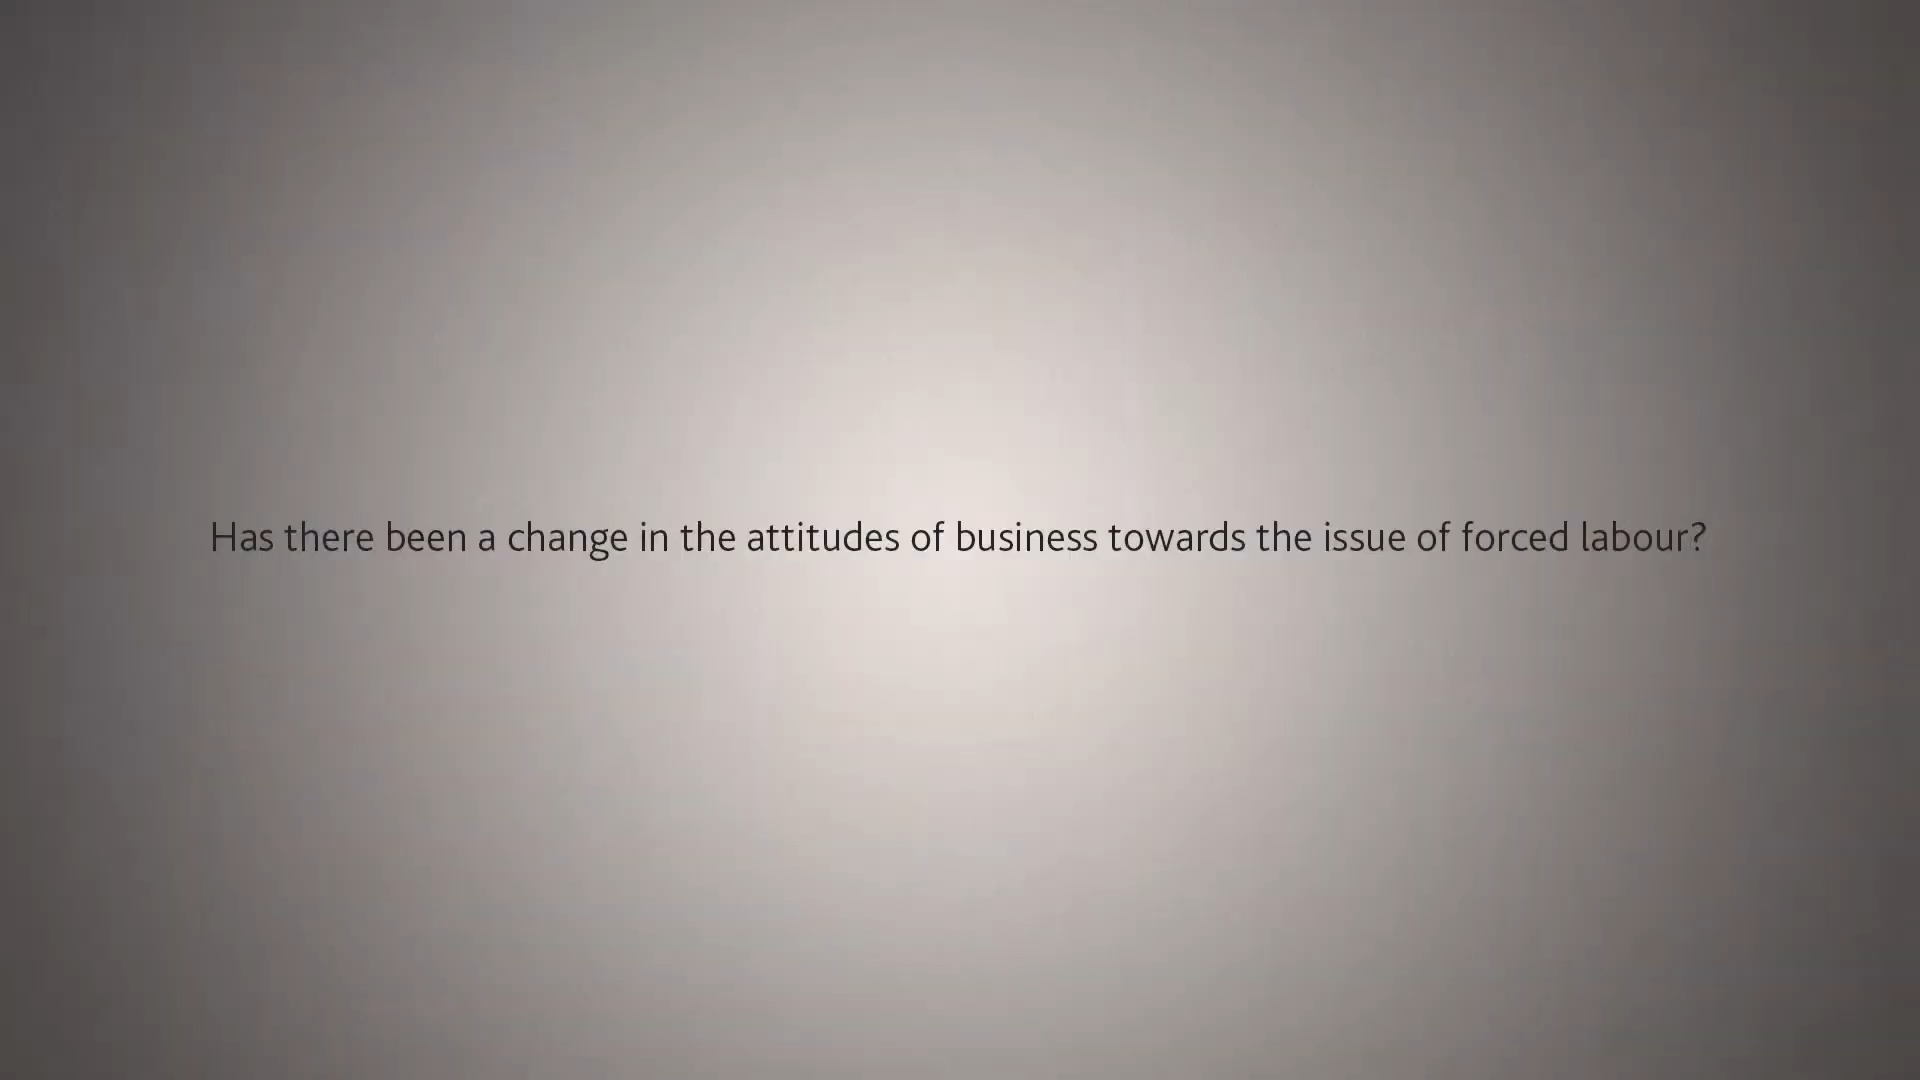 Has there been a change in the attitudes of business towards the issue of forced labour?